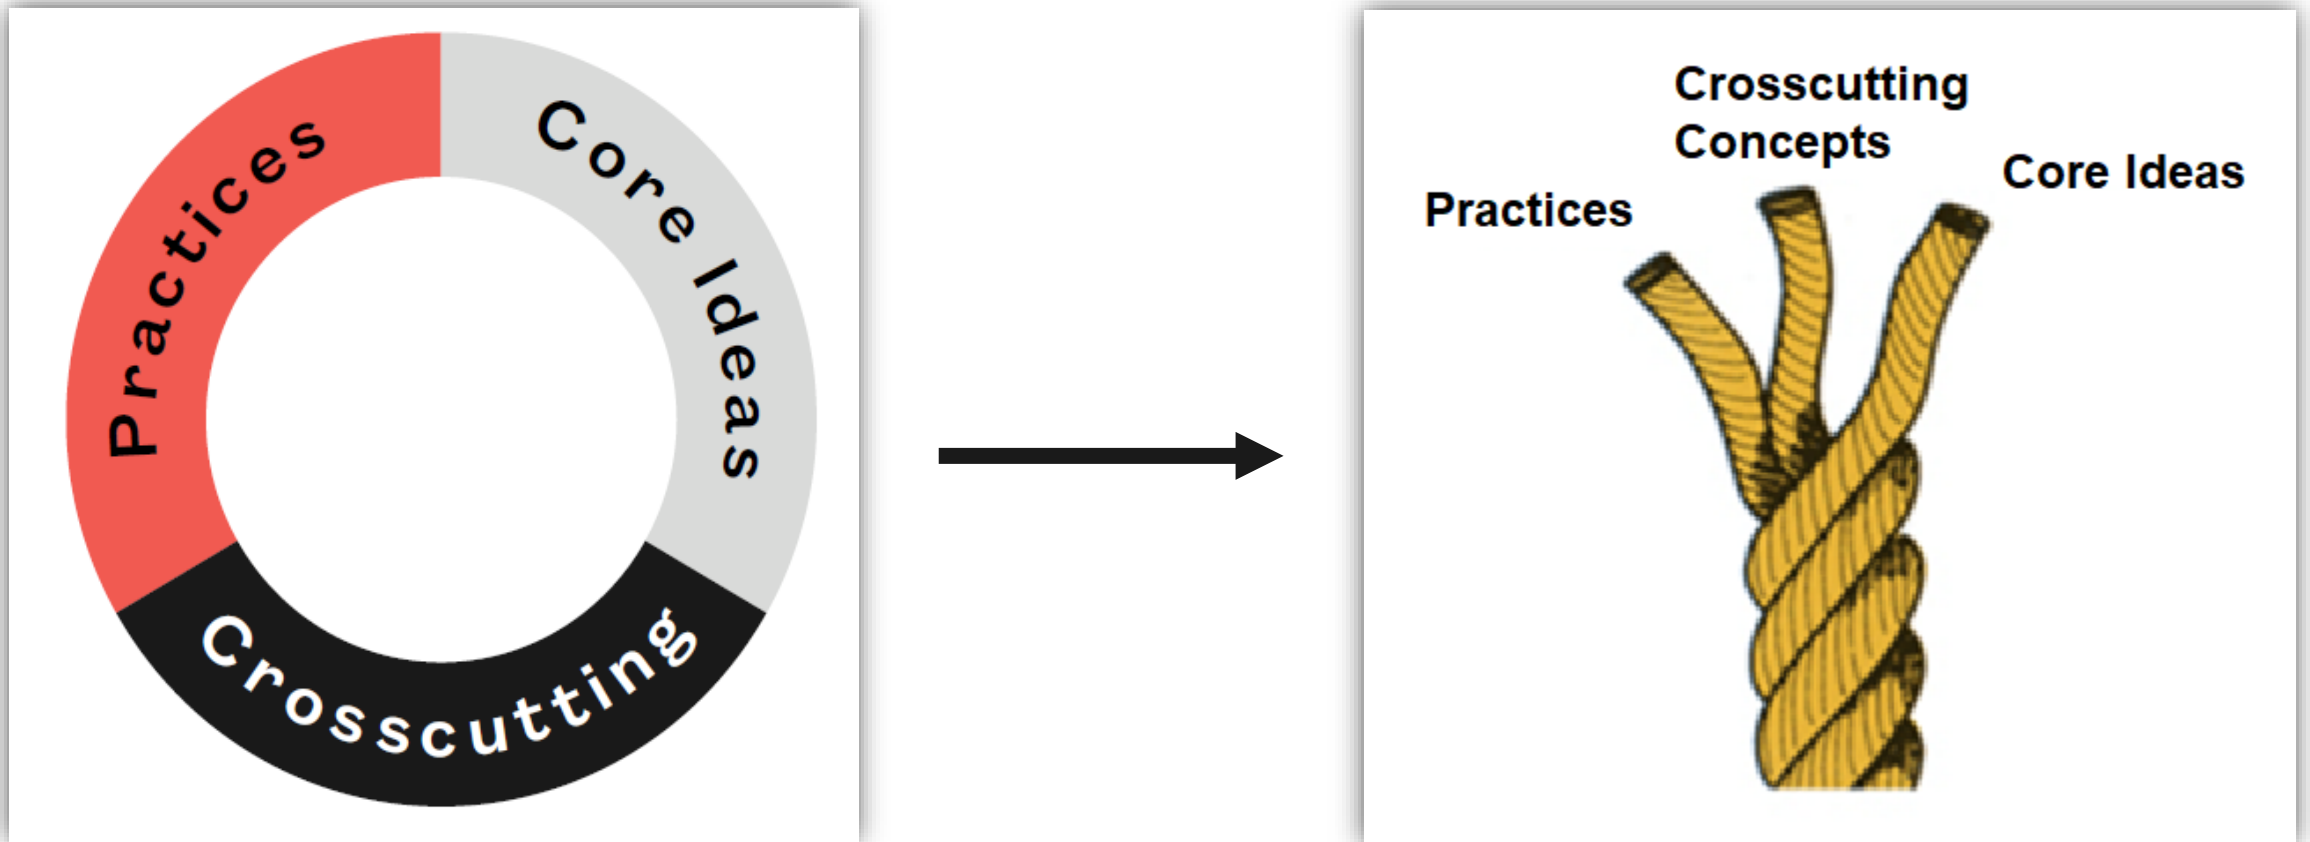 Practices
Core Ideas
Crosscutting
Crosscutting
Concepts
Core Ideas
Practices